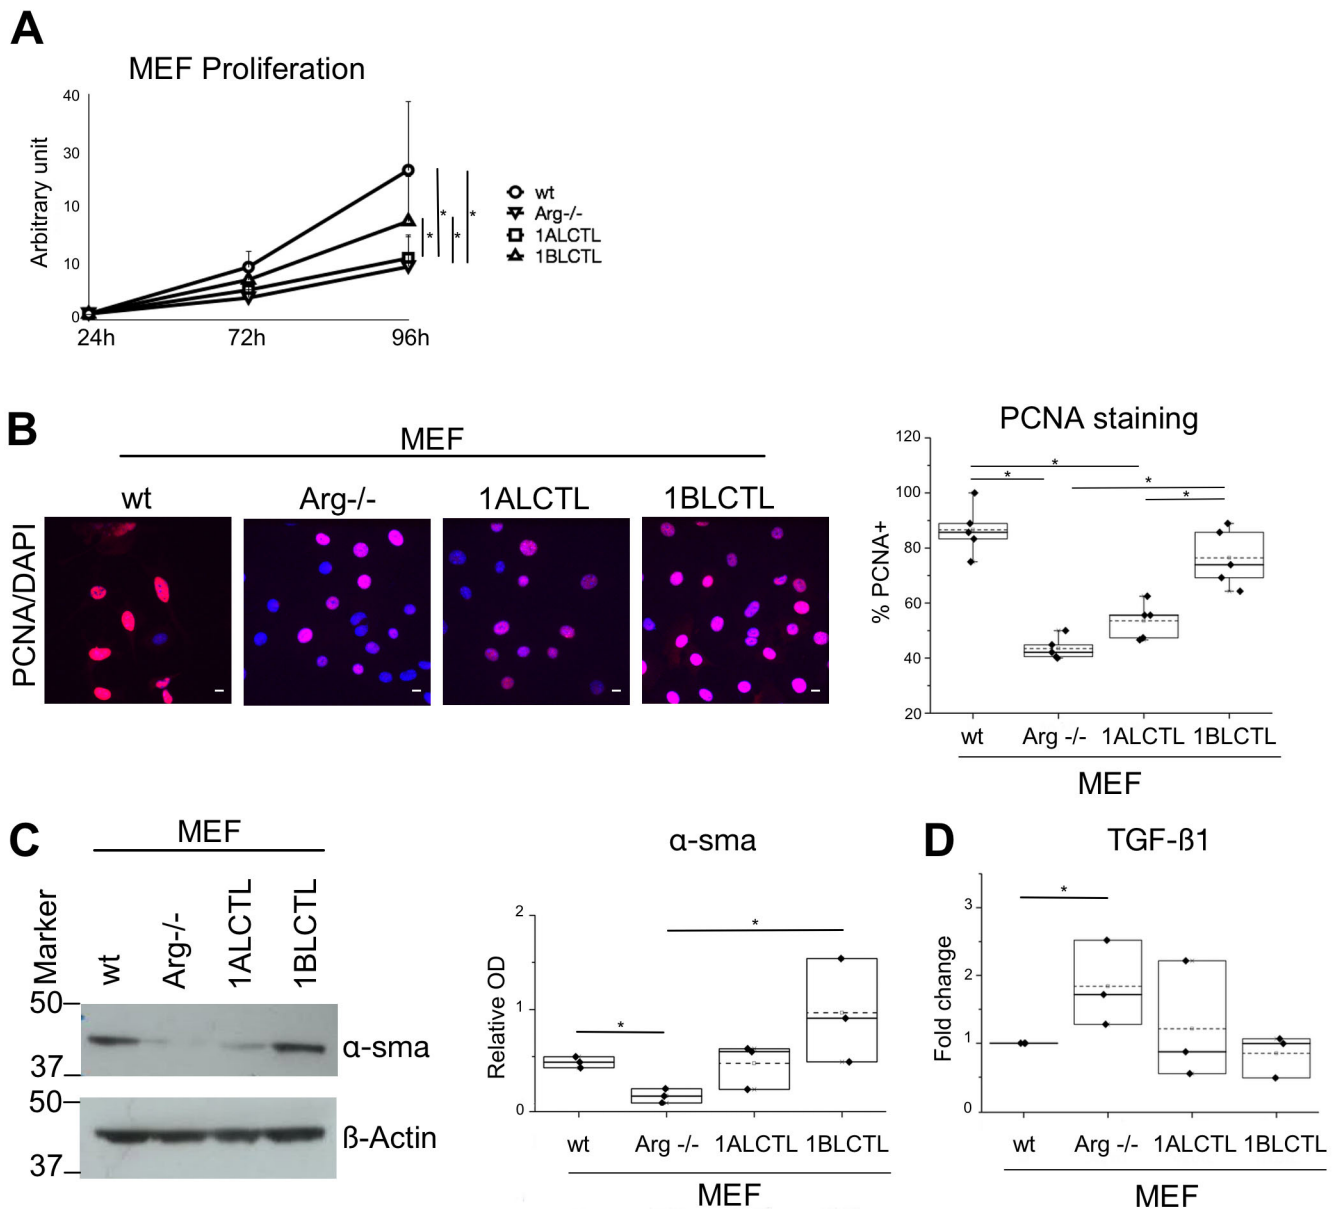 A
MEF Proliferation
Arbitrary unit
40
30
10
10
0
24h 72h 96h
*
*
*
*
wt
Arg-/-
1ALCTL
1BLCTL
B
MEF
wt Arg-/- 1ALCTL 1BLCTL
PCNA/DAPI
PCNA staining
% PCNA+
120
100
80
60
40
20
*
*
*
*
wt Arg -/- 1ALCTL 1BLCTL
MEF
C
MEF
Marker wt Arg-/- 1ALCTL 1BLCTL
50
37
α-sma
50
37
ß-Actin
α-sma
Relative OD
2
1
0
*
*
wt Arg -/- 1ALCTL 1BLCTL
MEF
D
TGF-ß1
Fold change
3
2
1
0
*
wt Arg -/- 1ALCTL 1BLCTL
MEF